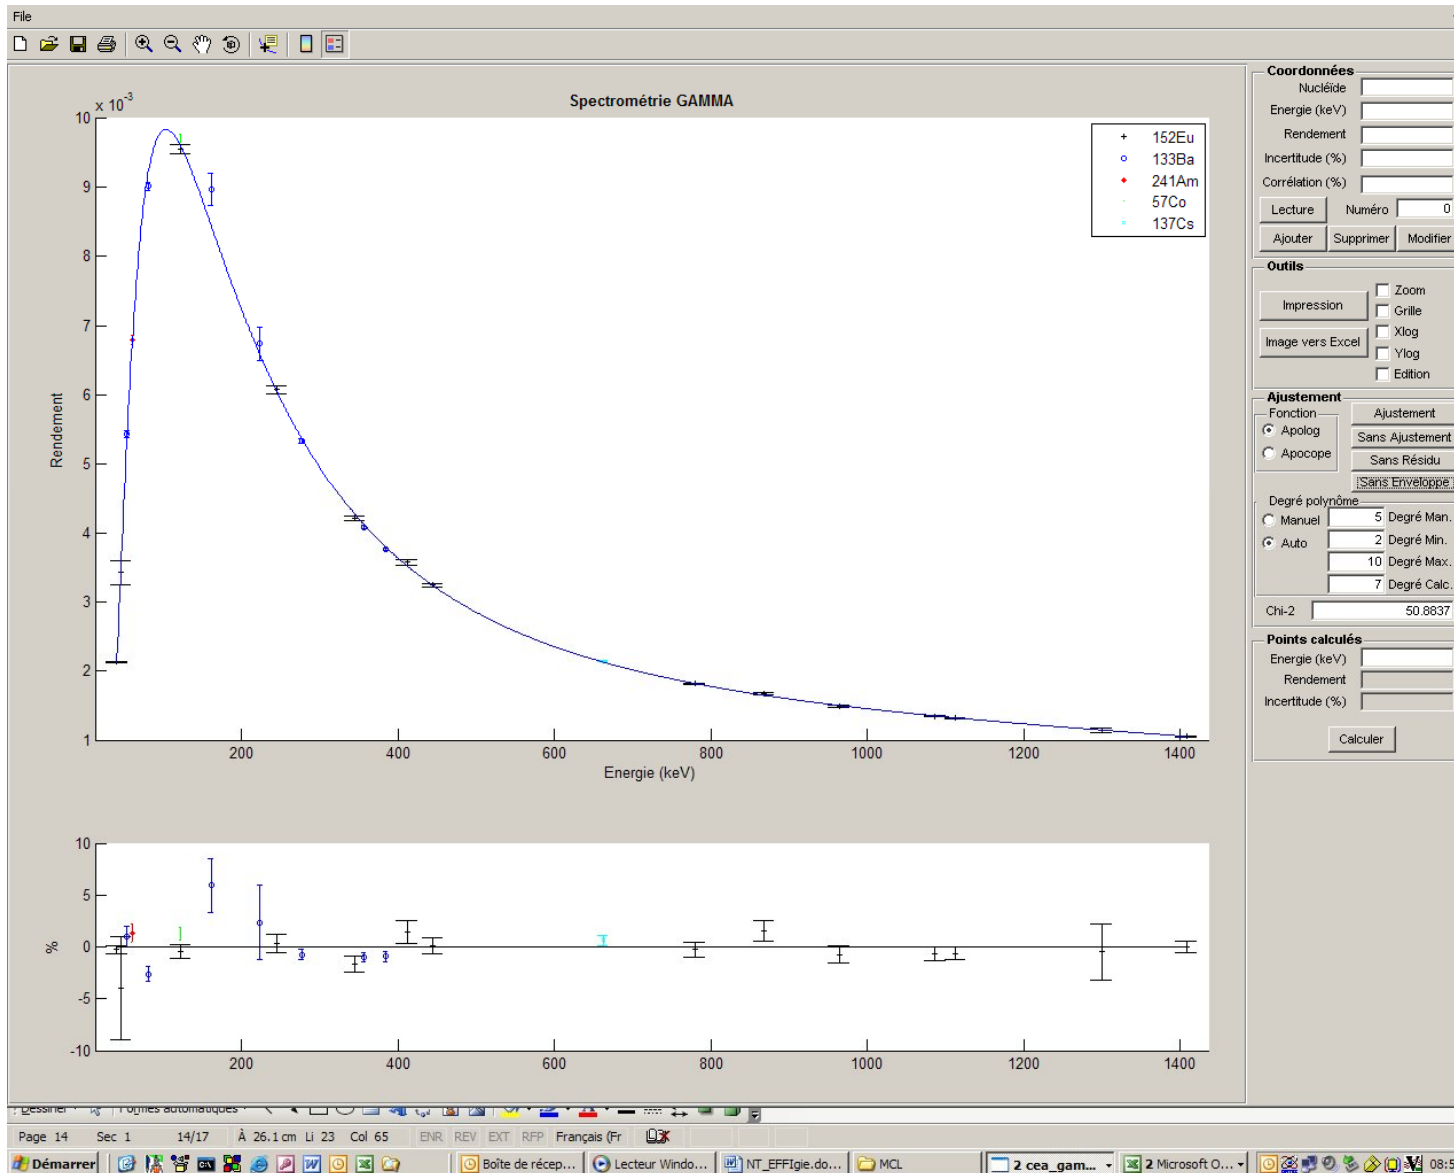 File
Spectrométrie GAMMA
x 10-3
10
9
8
7
6
5
4
3
2
1
Rendement
200
400
600
800
1000
1200
1400
Energie (keV)
152Eu
133Ba
241Am
57Co
137Cs
10
5
0
-5
-10
%
200
400
600
800
1000
1200
1400
Coordonnées
Nucléïde
Energie (keV)
Rendement
Incertitude (%)
Corrélation (%)
Lecture Numéro 0
Ajouter Supprimer Modifier
Outils
Impression
Image vers Excel
Zoom
Grille
Xlog
Ylog
Edition
Ajustement
Fonction
Apolog
Apocope
Ajustement
Sans Ajustement
Sans Résidu
Sans Enveloppe
Degré polynôme
Manuel
Auto
5 Degré Man.
2 Degré Min.
10 Degré Max.
7 Degré Calc.
Chi-2 50.8837
Points calculés
Energie (keV)
Rendement
Incertitude (%)
Calculer
Dessiner Formes automatiques
Page 14 Sec 1 14/17 À 26.1 cm Li 23 Col 65 ENR REV EXT RFP Français (Fr
Démarrer Boîte de récep... Lecteur Windo... NT_EFFIgie.do... MCL 2 cea_gam... 2 Microsoft O...